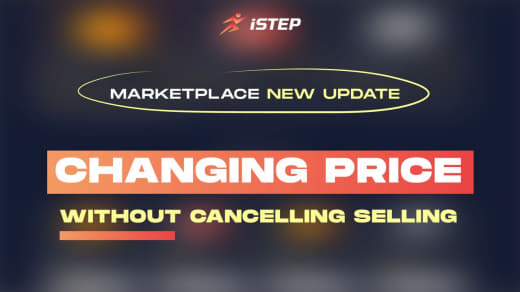 iSTEP
MARKETPLACE NEW UPDATE
CHANGING PRICE
WITHOUT CANCELLING SELLING